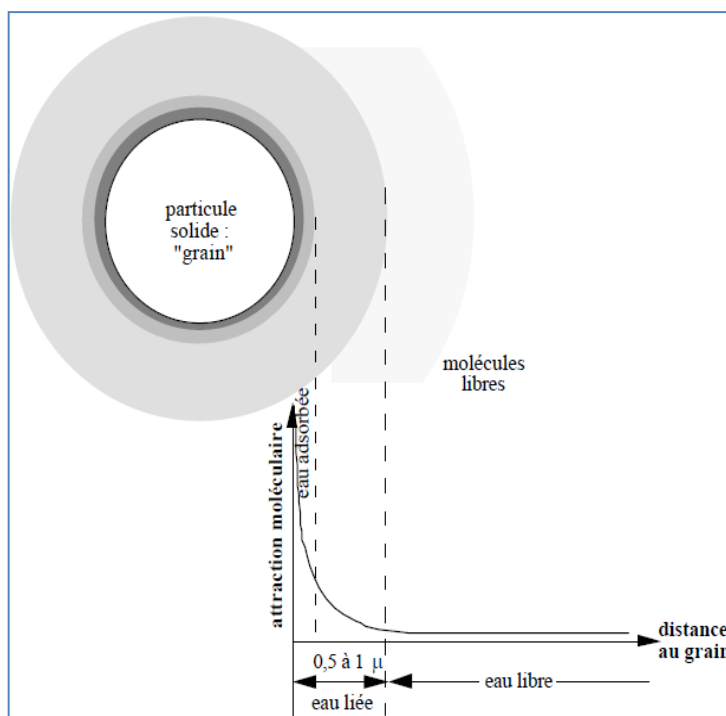 particule
solide :
"grain"
molécules
libres
attraction moléculaire
eau adsorbée
distance
au grain
0,5 à 1 µ
eau liée
eau libre